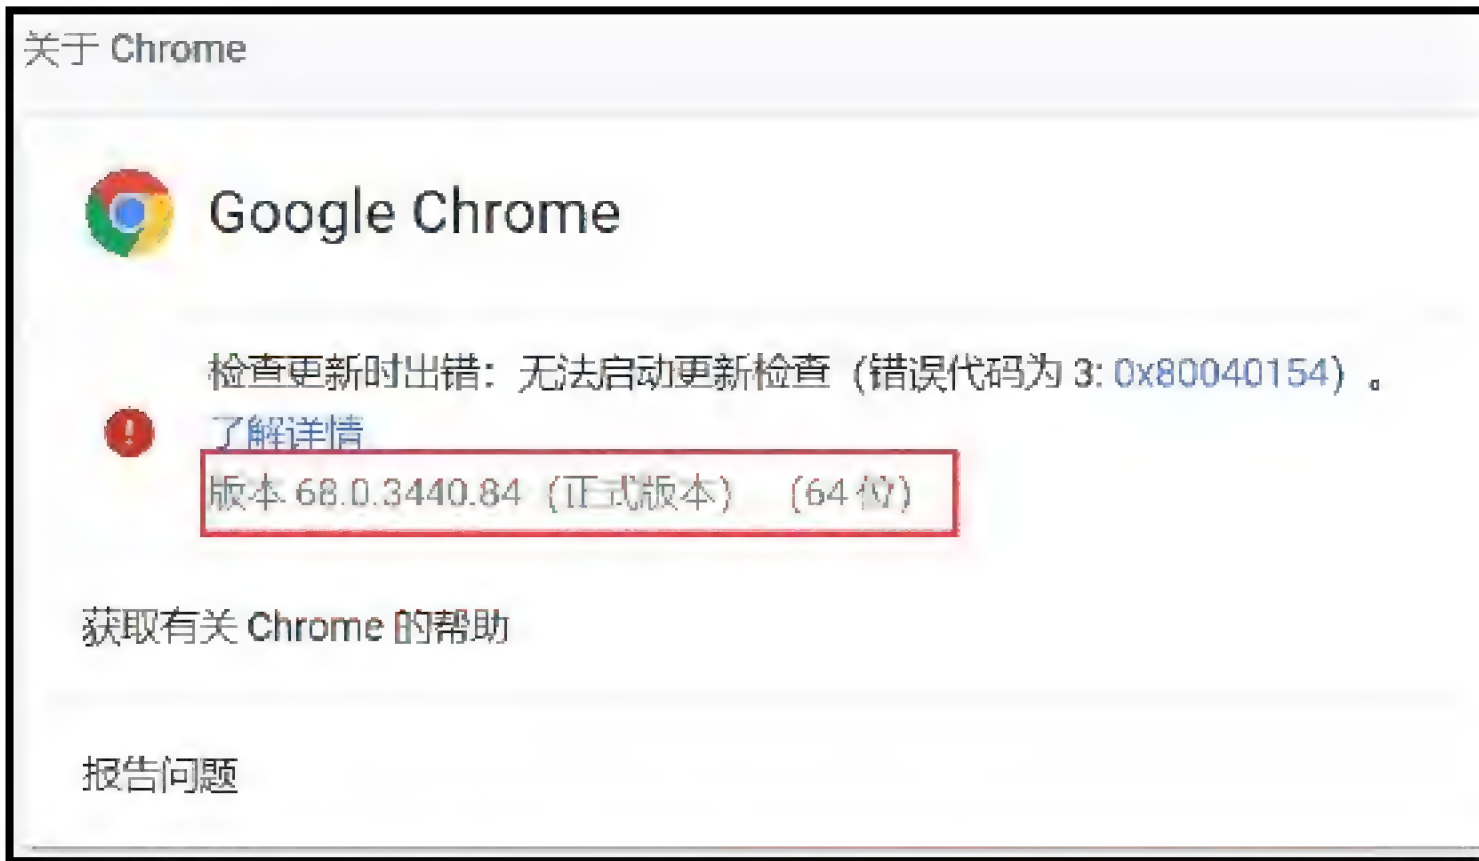 关于 Chrome
Google Chrome
检查更新时出错：无法启动更新检查（错误代码为 3: 0x80040154）。
了解详情
版本 68.0.3440.84（正式版本） （64 位）
获取有关 Chrome 的帮助
报告问题